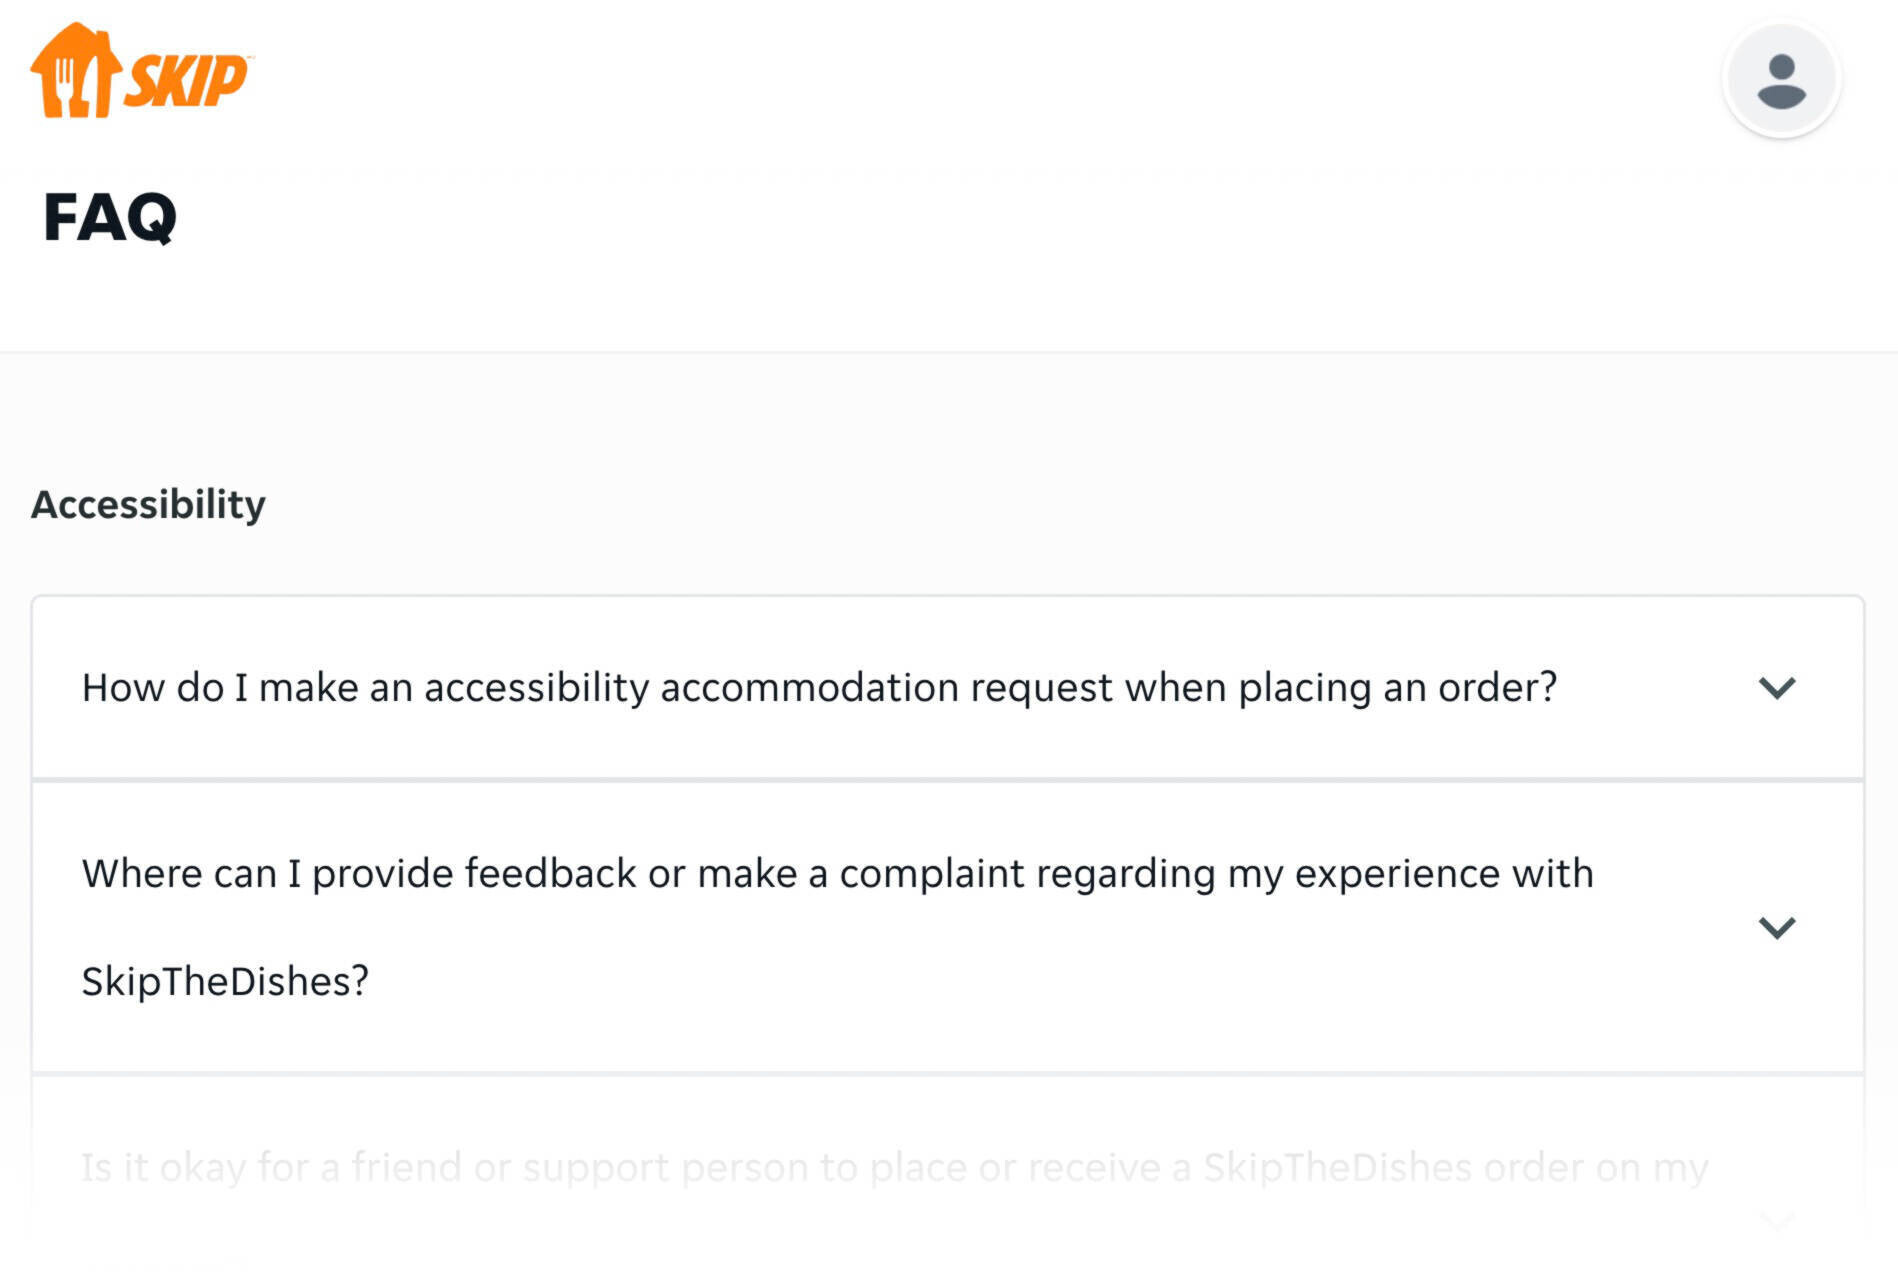 SKIP
FAQ
Accessibility
How do I make an accessibility accommodation request when placing an order?
Where can I provide feedback or make a complaint regarding my experience with
SkipTheDishes?
Is it okay for a friend or support person to place or receive a SkipTheDishes order on my